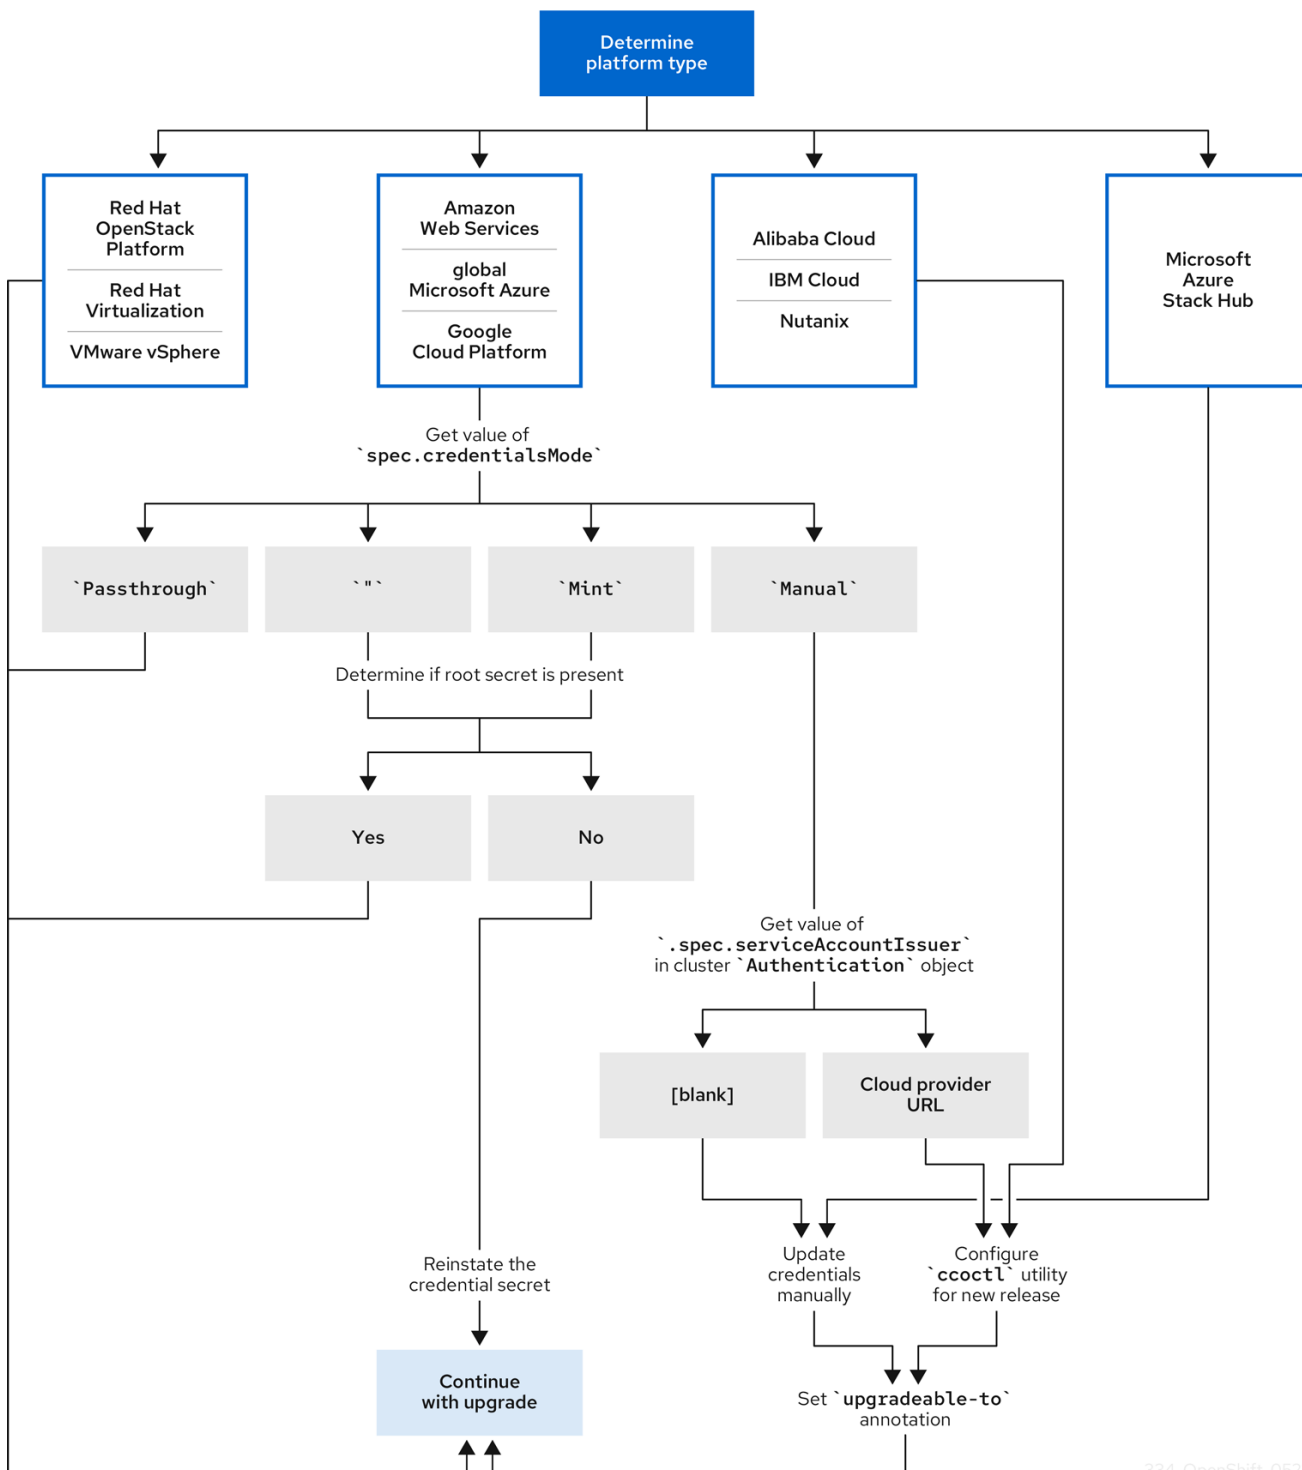 Determine
platform type
Red Hat
OpenStack
Platform
Red Hat
Virtualization
VMware vSphere
Amazon
Web Services
global
Microsoft Azure
Google
Cloud Platform
Alibaba Cloud
IBM Cloud
Nutanix
Microsoft
Azure
Stack Hub
Get value of
`spec.credentialsMode`
`Passthrough`
`"`
`Mint`
`Manual`
Determine if root secret is present
Yes
No
Get value of
`.spec.serviceAccountIssuer`
in cluster `Authentication` object
[blank]
Cloud provider
URL
Reinstate the
credential secret
Update
credentials
manually
Configure
`ccoctl` utility
for new release
Continue
with upgrade
Set `upgradeable-to`
annotation